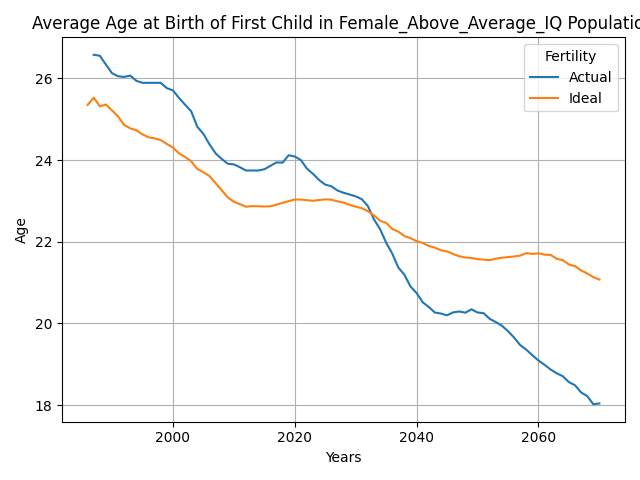 Average Age at Birth of First Child in Female_Above_Average_IQ Populatio
Fertility
Actual
Ideal
26
24
22
20
18
Age
2000 2020 2040 2060
Years